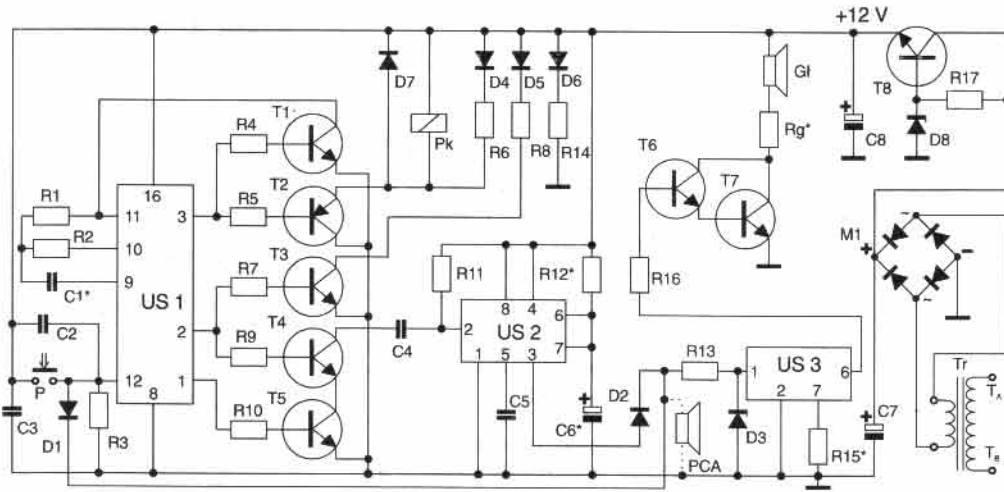 +12 V
D7
D4
D5
D6
Gł
T8
R17
T1
R4
Pk
R6
R8
R14
Rg*
C8
D8
T6
T7
T2
R1
16
11
3
R5
R2
10
T3
M1
~
+
-
~
C1*
9
R7
R11
R12*
R16
US 1
8
4
C2
2
T4
C4
2
US 2
6
7
R9
1
5
3
R13
1
US 3
6
Tr
P
12
1
T5
D2
2
7
C7
TA
8
R10
C3
D1
R3
C5
C6*
PCA
D3
R15*
TB